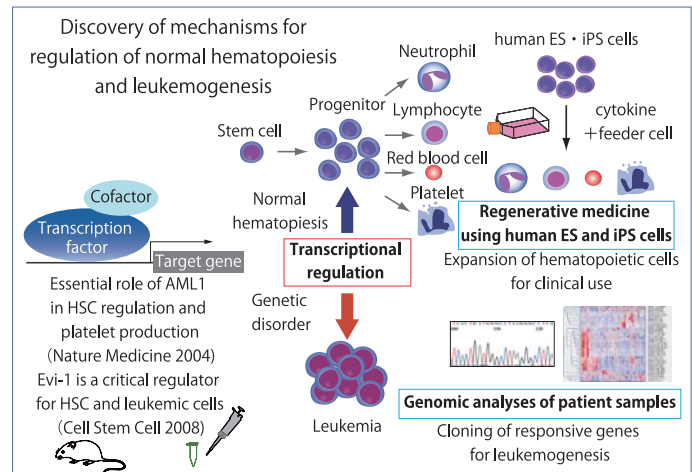 Discovery of mechanisms for
regulation of normal hematopoiesis
and leukemogenesis
Stem cell
Progenitor
Neutrophil
Lymphocyte
Red blood cell
Platelet
human ES・iPS cells
cytokine
+feeder cell
Regenerative medicine
using human ES and iPS cells
Expansion of hematopoietic cells
for clinical use
Cofactor
Transcription
factor
Target gene
Normal
hematopiesis
Transcriptional
regulation
Genetic
disorder
Leukemia
Essential role of AML1
in HSC regulation and
platelet production
(Nature Medicine 2004)
Evi-1 is a critical regulator
for HSC and leukemic cells
(Cell Stem Cell 2008)
Genomic analyses of patient samples
Cloning of responsive genes
for leukemogenesis